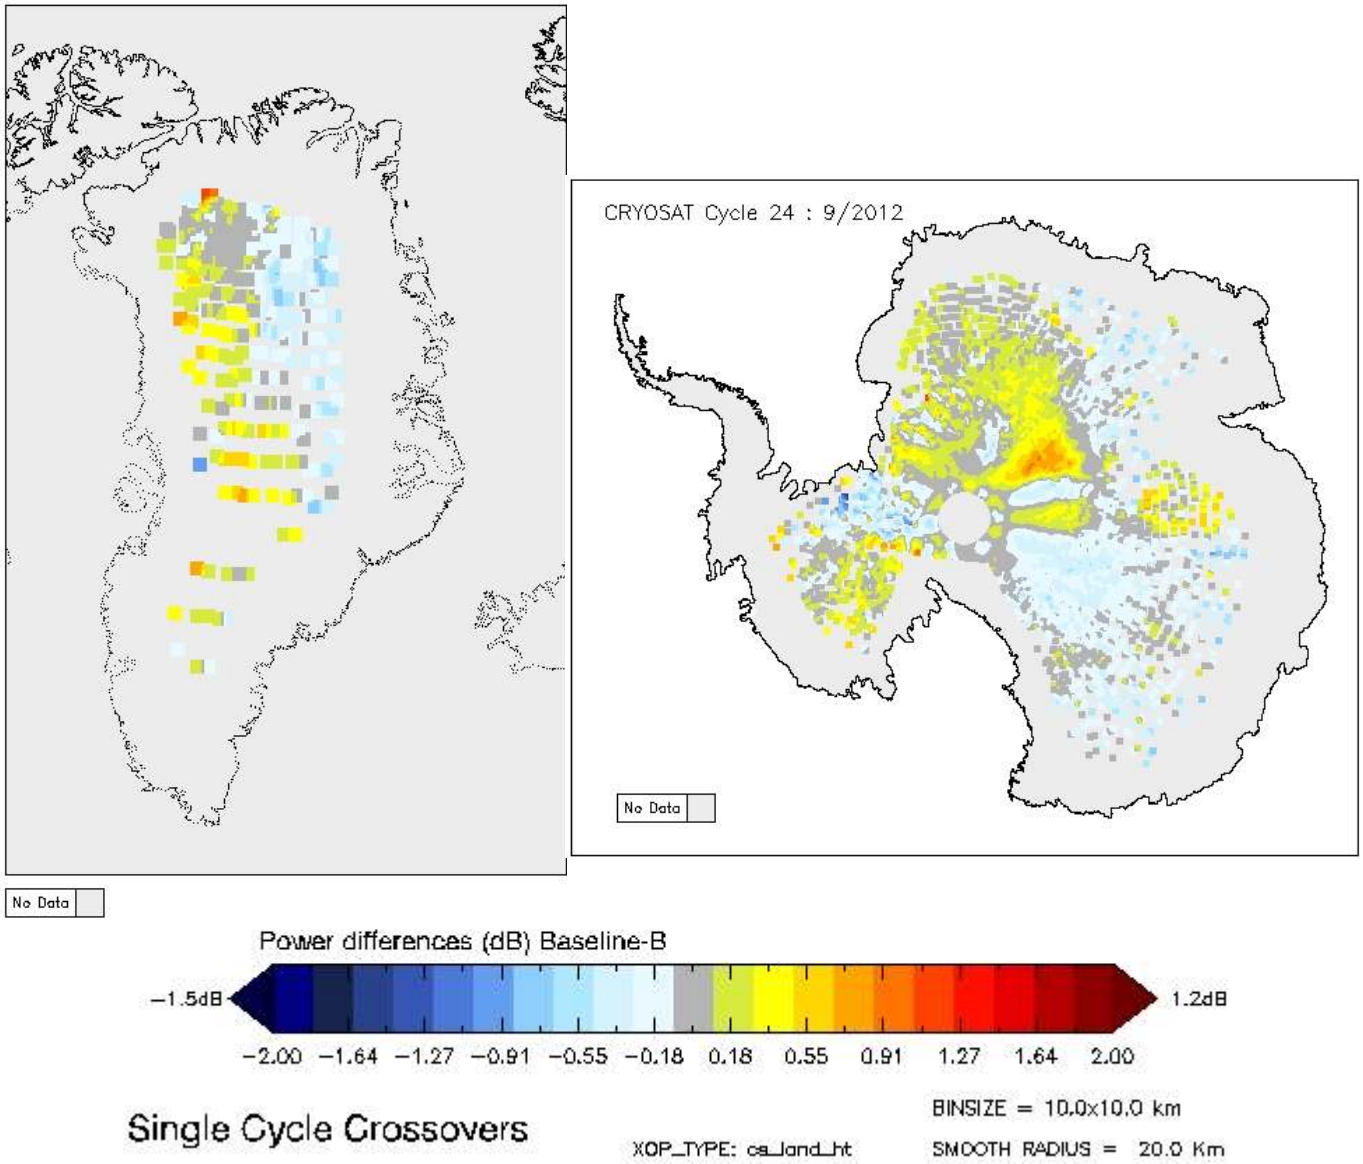 CRYOSAT Cycle 24 : 9/2012
No Data
No Data
Power differences (dB) Baseline-B
-1.5dB
1.2dB
-2.00 -1.64 -1.27 -0.91 -0.55 -0.18 0.18 0.55 0.91 1.27 1.64 2.00
Single Cycle Crossovers
BINSIZE = 10.0x10.0 km
XOP_TYPE: cs_land_ht
SMOOTH RADIUS = 20.0 Km